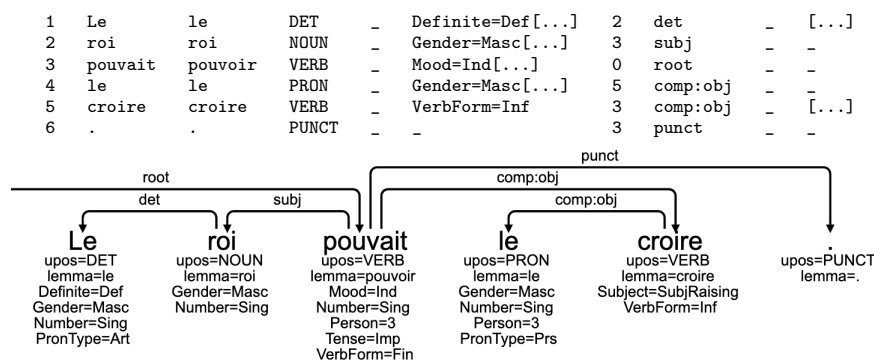 1 Le le DET _ Definite=Def[...] 2 det _ [...]
2 roi roi NOUN _ Gender=Masc[...] 3 subj _ _
3 pouvait pouvoir VERB _ Mood=Ind[...] 0 root _ _
4 le le PRON _ Gender=Masc[...] 5 comp:obj _ _
5 croire croire VERB _ VerbForm=Inf 3 comp:obj _ [...]
6 . . PUNCT _ _ 3 punct _ _
punct
root comp:obj
det subj comp:obj
Le roi pouvait le croire .
upos=DET upos=NOUN upos=VERB upos=PRON upos=VERB upos=PUNCT
lemma=le lemma=roi lemma=pouvoir lemma=le lemma=croire lemma=.
Definite=Def Gender=Masc Mood=Ind Gender=Masc Subject=SubjRaising
Gender=Masc Number=Sing Number=Sing Number=Sing VerbForm=Inf
Number=Sing Person=3 Person=3
PronType=Art Tense=Imp PronType=Prs
VerbForm=Fin